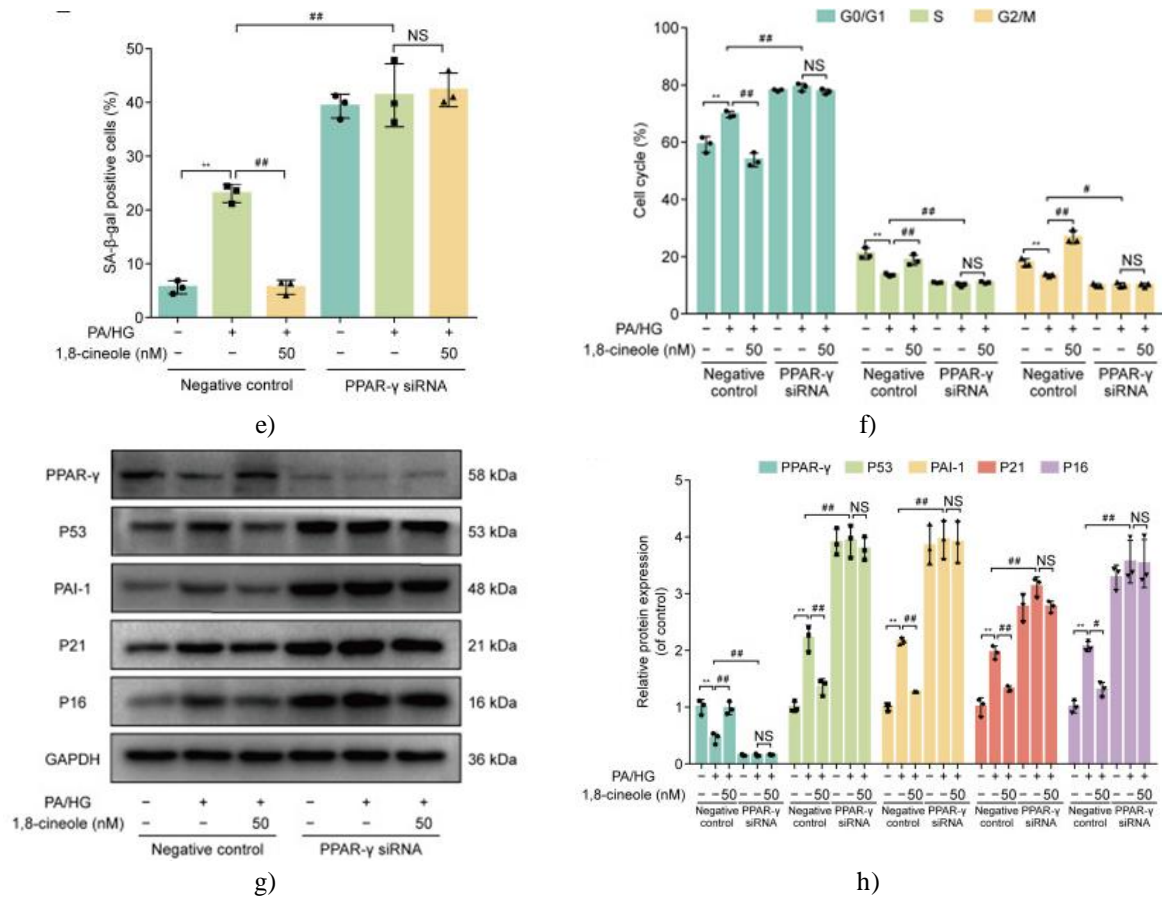 ##
NS
SA-β-gal positive cells (%)
50
40
30
20
10
0
**
##
PA/HG
− + + − + +
1,8-cineole (nM) − − 50 − − 50
Negative control PPAR-γ siRNA
e)
G0/G1 S G2/M
Cell cycle (%)
100
80
60
40
20
0
** ## ## NS
** ## ## NS
** ## # NS
PA/HG − + + − + + − + + − + + − + + − + +
1,8-cineole (nM) − − 50 − − 50 − − 50 − − 50 − − 50 − − 50
Negative control PPAR-γ siRNA Negative control PPAR-γ siRNA Negative control PPAR-γ siRNA
f)
PPAR-γ 58 kDa
P53 53 kDa
PAI-1 48 kDa
P21 21 kDa
P16 16 kDa
GAPDH 36 kDa
PA/HG − + + − + +
1,8-cineole (nM) − − 50 − − 50
Negative control PPAR-γ siRNA
g)
PPAR-γ P53 PAI-1 P21 P16
Relative protein expression
(of control)
5
4
3
2
1
0
** ## ## NS
** ## ## NS
** ## ## NS
** ## ## NS
** # ## NS
PA/HG − + + − + + − + + − + + − + + − + + − + + − + + − + + − + +
1,8-cineole (nM) − − 50 − − 50 − − 50 − − 50 − − 50 − − 50 − − 50 − − 50 − − 50 − − 50
Negative control PPAR-γ siRNA Negative control PPAR-γ siRNA Negative control PPAR-γ siRNA Negative control PPAR-γ siRNA Negative control PPAR-γ siRNA
h)